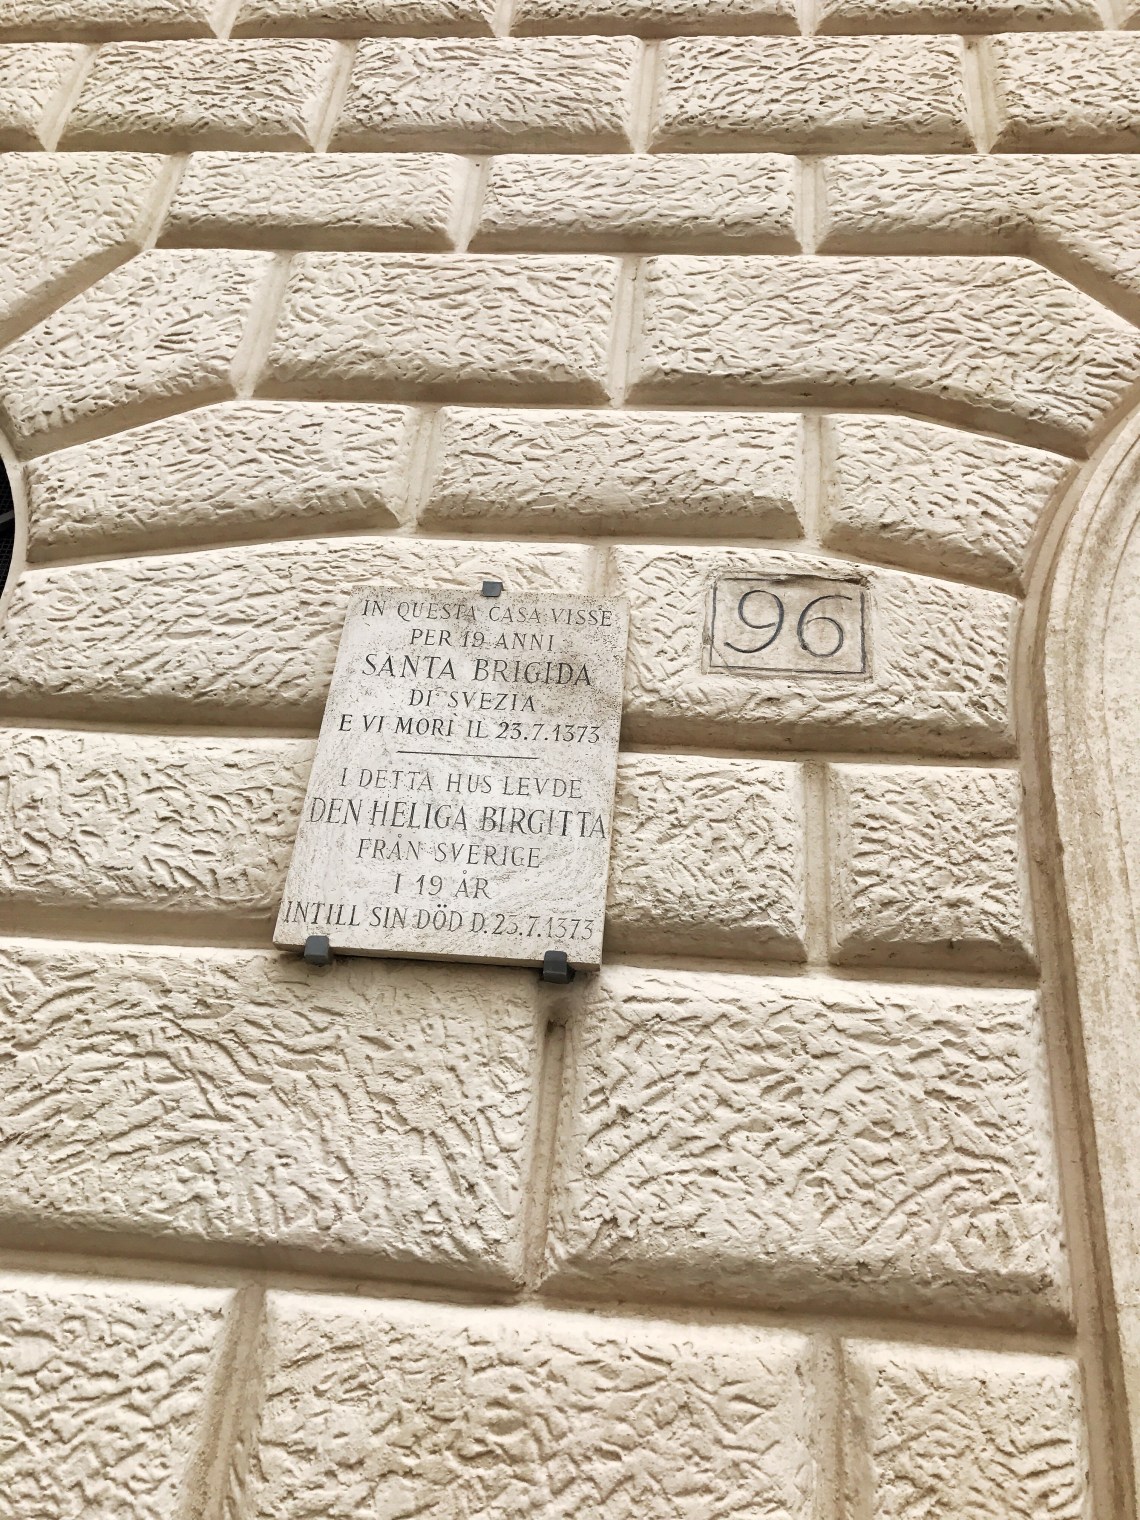 IN QUESTA CASA VISSE
PER 19 ANNI
SANTA BRIGIDA
DI SVEZIA
E VI MORÌ IL 23.7.1373
I DETTA HUS LEVDE
DEN HELIGA BIRGITTA
FRÅN SVERIGE
I 19 ÅR
INTILL SIN DÖD D.23.7.1373
96